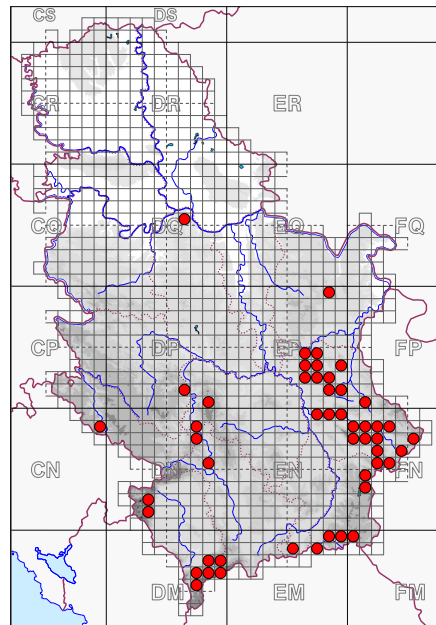 CS DS
CR DR ER
CQ DQ EQ FQ
CP DP EP FP
CN DN EN FN
DM EM FM